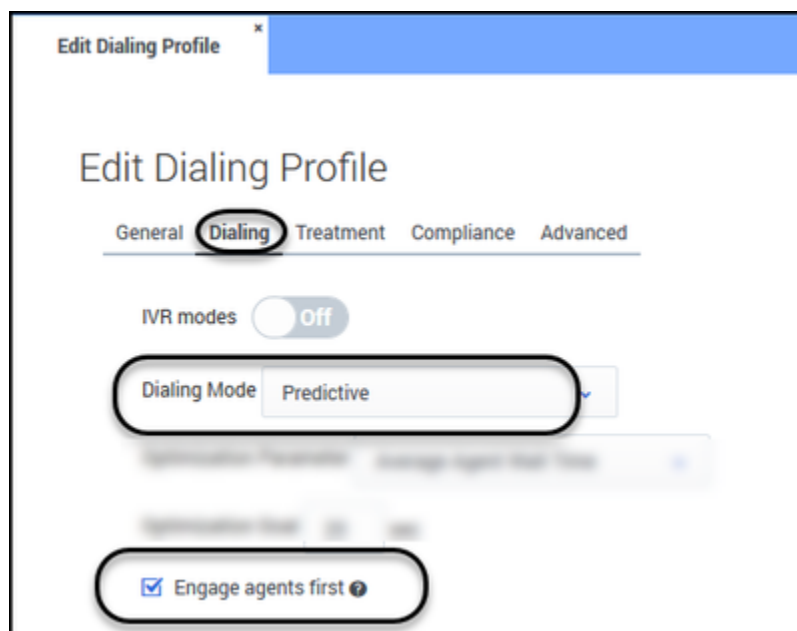 Edit Dialing Profile ×
Edit Dialing Profile
General Dialing Treatment Compliance Advanced
IVR modes Off
Dialing Mode Predictive
Engage agents first ?